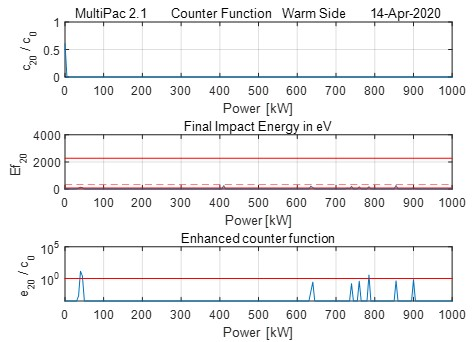 MultiPac 2.1 Counter Function Warm Side 14-Apr-2020
1
0.5
0
c20 / c0
0 100 200 300 400 500 600 700 800 900 1000
Power [kW]
Final Impact Energy in eV
4000
2000
0
Ef20
0 100 200 300 400 500 600 700 800 900 1000
Power [kW]
Enhanced counter function
10^5
10^0
e20 / c0
0 100 200 300 400 500 600 700 800 900 1000
Power [kW]